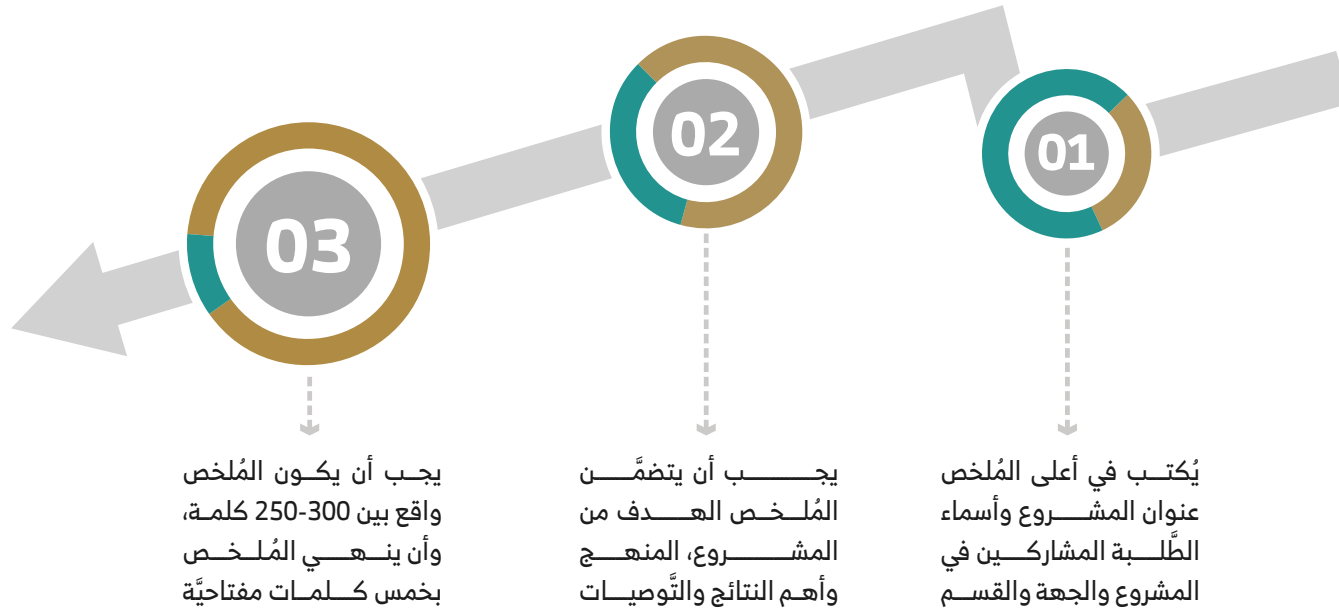 01
يُكتب في أعلى المُلخص
عنوان المشروع وأسماء
الطَّلبة المشاركين في
المشروع والجهة والقسم
02
يجب أن يتضمَّن
المُلخص الهدف من
المشروع، المنهج
وأهم النتائج والتَّوصيات
03
يجب أن يكون المُلخص
واقع بين 300-250 كلمة،
وأن ينهي المُلخص
بخمس كلمات مفتاحيَّة